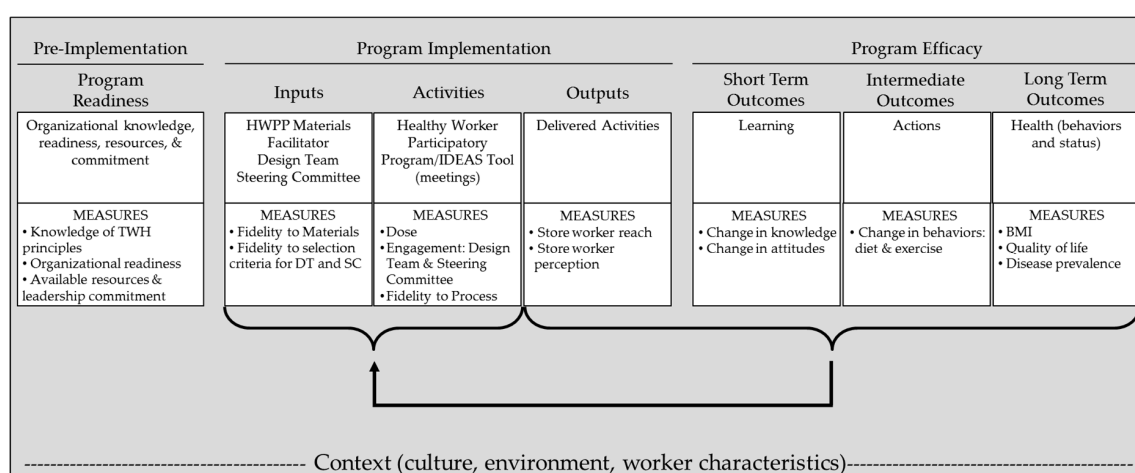 Pre-Implementation
Program
Readiness
Organizational knowledge,
readiness, resources, &
commitment
MEASURES
• Knowledge of TWH
principles
• Organizational readiness
• Available resources &
leadership commitment
Program Implementation
Inputs
HWPP Materials
Facilitator
Design Team
Steering Committee
MEASURES
• Fidelity to Materials
• Fidelity to selection
criteria for DT and SC
Activities
Healthy Worker
Participatory
Program/IDEAS Tool
(meetings)
MEASURES
• Dose
• Engagement: Design
Team & Steering
Committee
• Fidelity to Process
Outputs
Delivered Activities
MEASURES
• Store worker reach
• Store worker
perception
Program Efficacy
Short Term
Outcomes
Learning
MEASURES
• Change in knowledge
• Change in attitudes
Intermediate
Outcomes
Actions
MEASURES
• Change in behaviors:
diet & exercise
Long Term
Outcomes
Health (behaviors
and status)
MEASURES
• BMI
• Quality of life
• Disease prevalence
Context (culture, environment, worker characteristics)